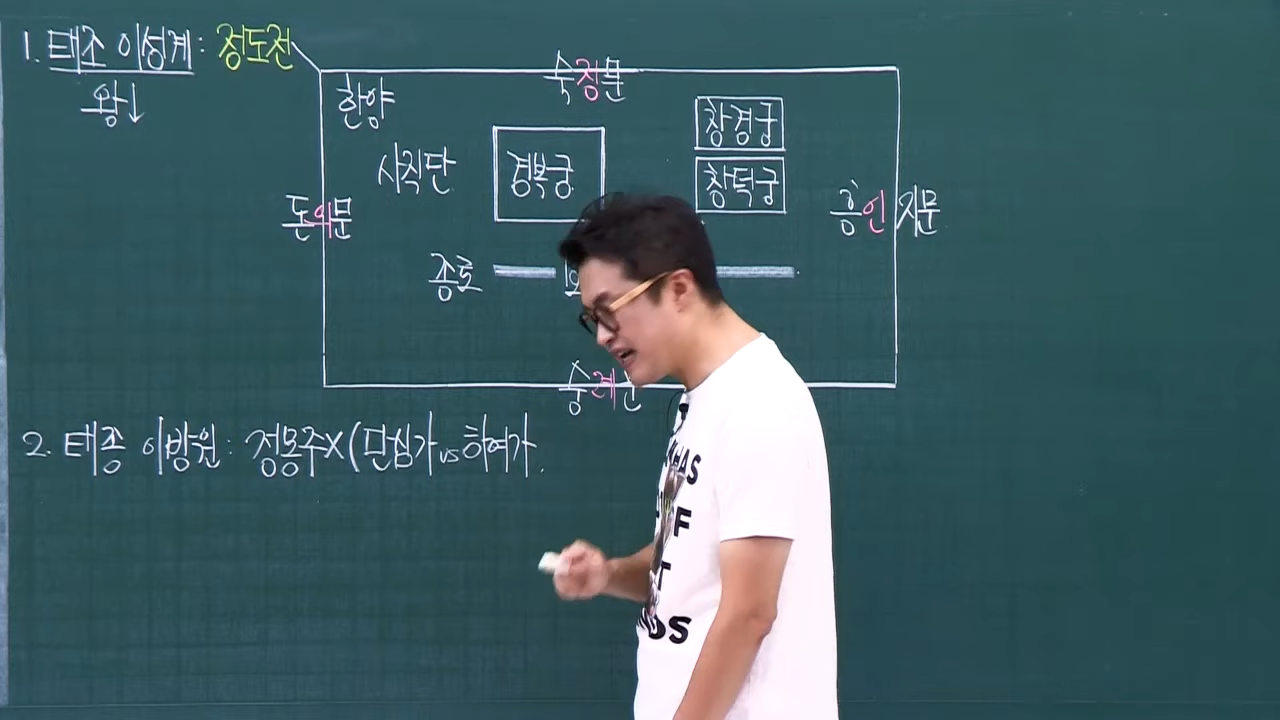 1. 태조 이성계 : 정도전
왕↓
숙정문
한양
창경궁
사직단
경복궁
창덕궁
돈의문
흥인지문
종로
숭례
2. 태종 이방원 : 정몽주X (단심가 vs 하여가.